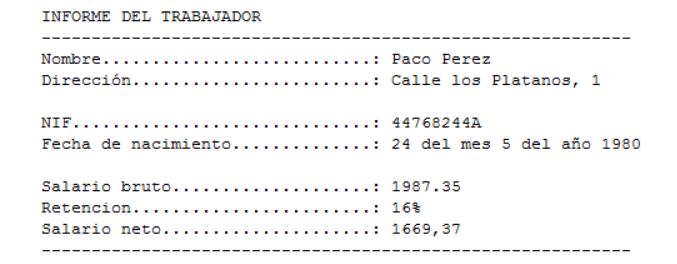 INFORME DEL TRABAJADOR
-----------------------------------------------------------
Nombre...........................: Paco Perez
Dirección........................: Calle los Platanos, 1
NIF..............................: 44768244A
Fecha de nacimiento..............: 24 del mes 5 del año 1980
Salario bruto....................: 1987.35
Retencion........................: 16%
Salario neto.....................: 1669,37
-----------------------------------------------------------